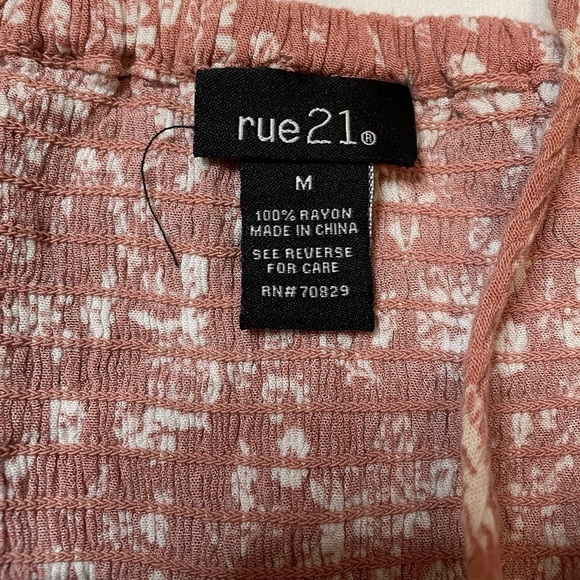 rue21®
M
100% RAYON
MADE IN CHINA
SEE REVERSE
FOR CARE
RN# 70829